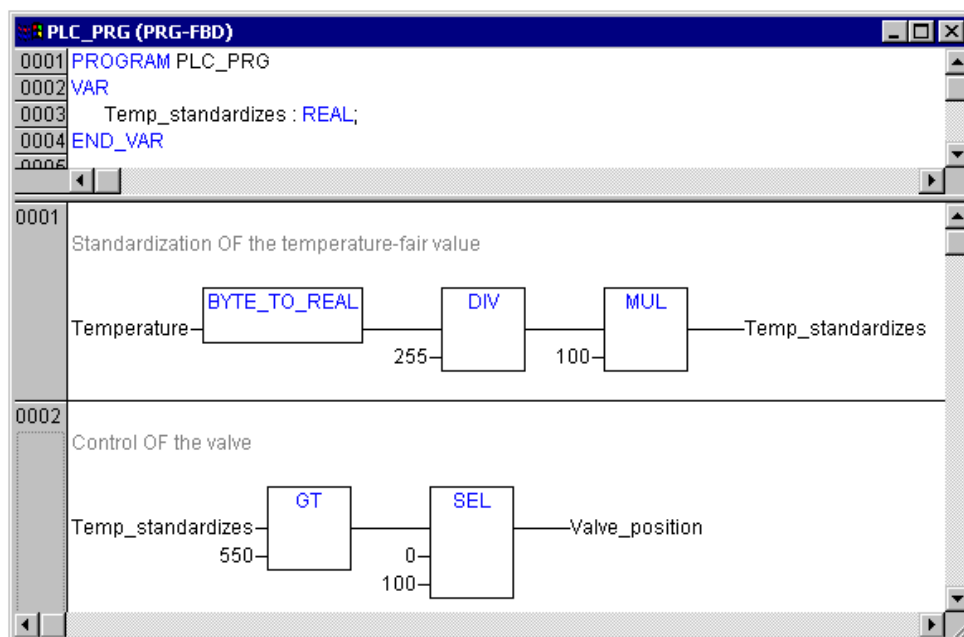 PLC_PRG (PRG-FBD)
0001 PROGRAM PLC_PRG
0002 VAR
0003 Temp_standardizes : REAL;
0004 END_VAR
0005
0001
Standardization OF the temperature-fair value
BYTE_TO_REAL DIV MUL
Temperature Temp_standardizes
255 100
0002
Control OF the valve
GT SEL
Temp_standardizes Valve_position
550 0
100